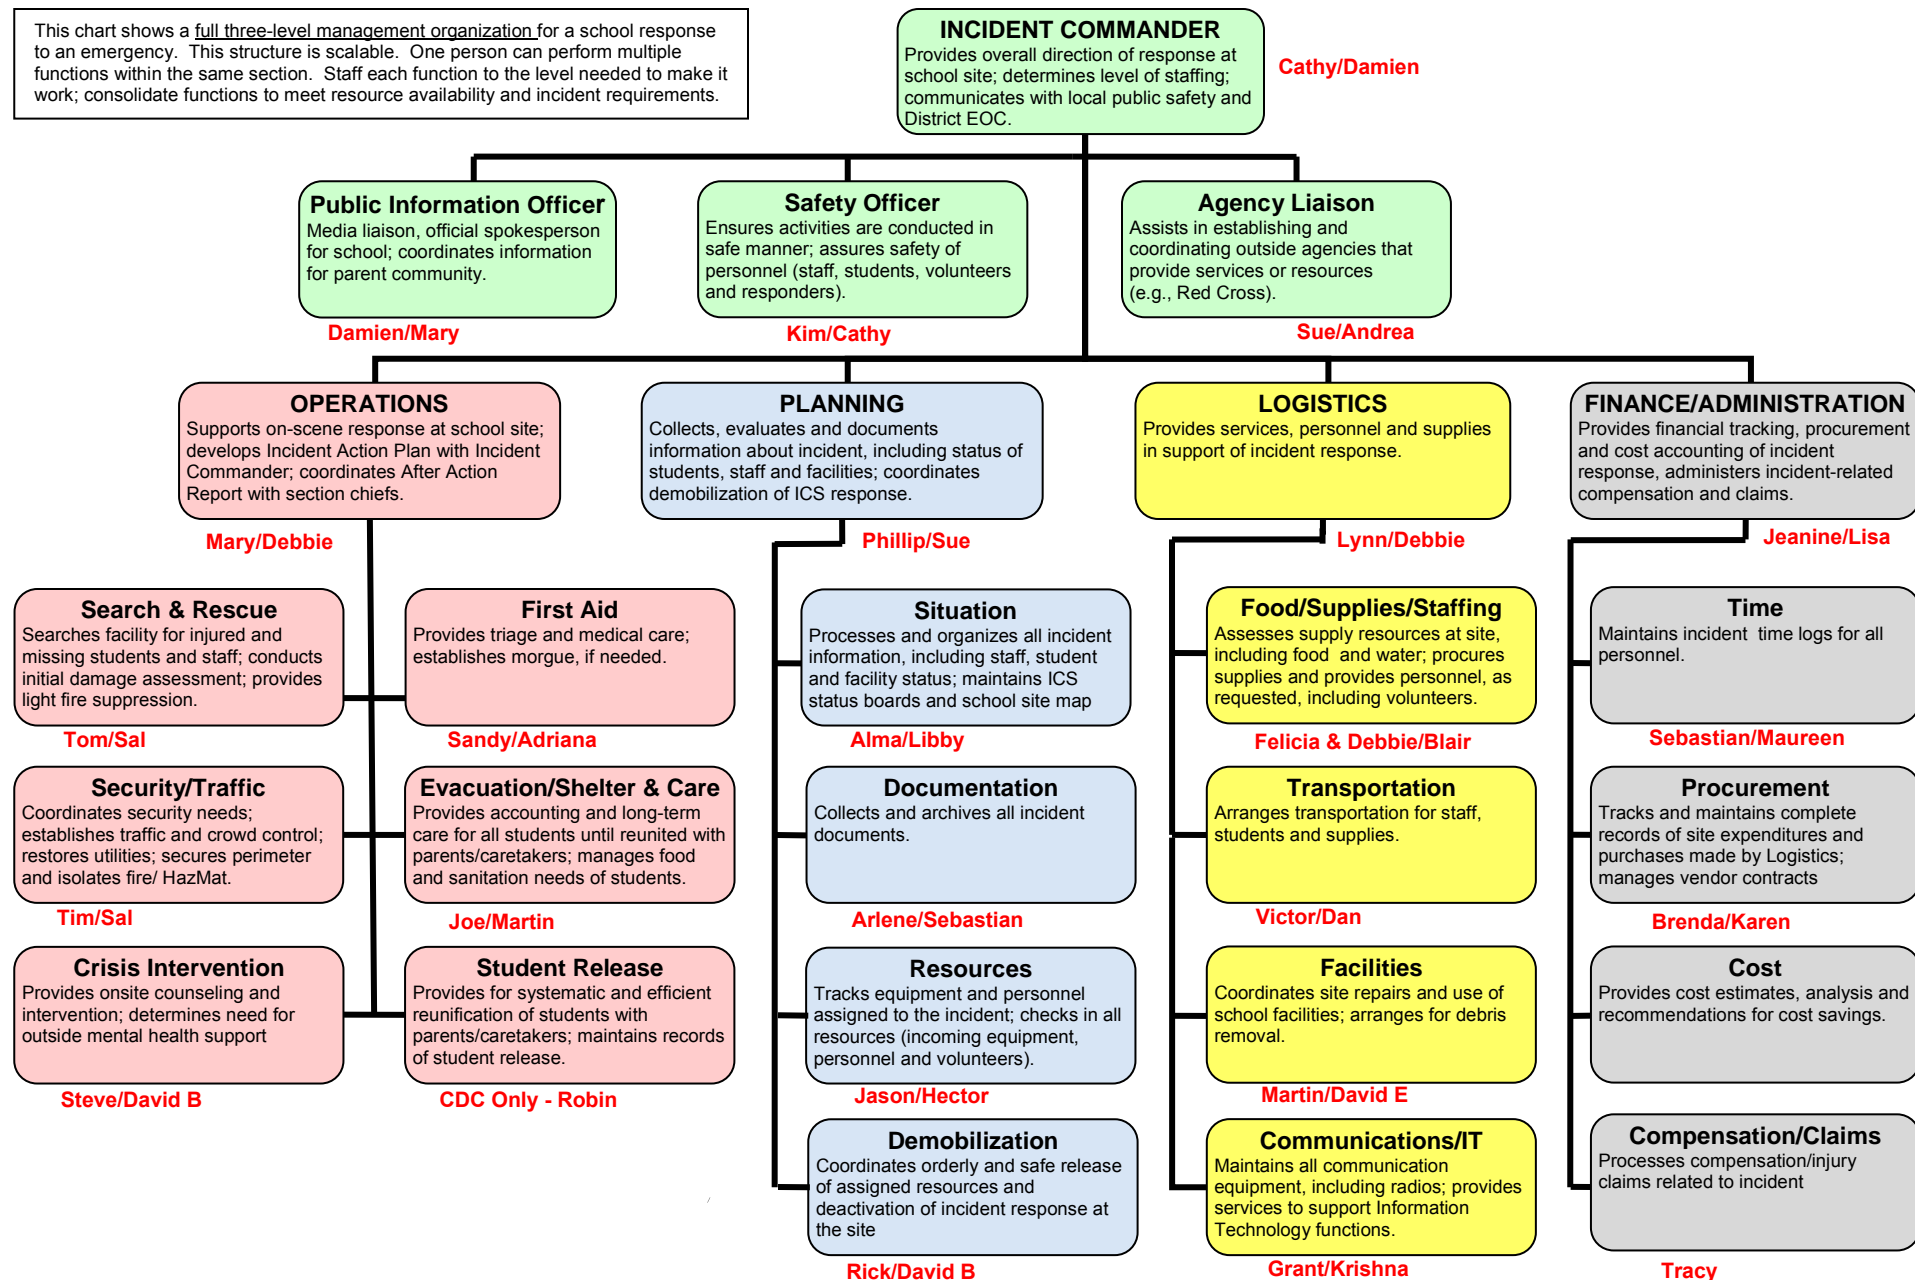 This chart shows a full three-level management organization for a school response
to an emergency.  This structure is scalable.  One person can perform multiple
functions within the same section.  Staff each function to the level needed to make it
work; consolidate functions to meet resource availability and incident requirements.
INCIDENT COMMANDER
Provides overall direction of response at
school site; determines level of staffing;
communicates with local public safety and
District EOC.
Cathy/Damien
Public Information Officer
Media liaison, official spokesperson
for school; coordinates information
for parent community.
Damien/Mary
Safety Officer
Ensures activities are conducted in
safe manner; assures safety of
personnel (staff, students, volunteers
and responders).
Kim/Cathy
Agency Liaison
Assists in establishing and
coordinating outside agencies that
provide services or resources
(e.g., Red Cross).
Sue/Andrea
OPERATIONS
Supports on-scene response at school site;
develops Incident Action Plan with Incident
Commander; coordinates After Action
Report with section chiefs.
Mary/Debbie
PLANNING
Collects, evaluates and documents
information about incident, including status of
students, staff and facilities; coordinates
demobilization of ICS response.
Phillip/Sue
LOGISTICS
Provides services, personnel and supplies
in support of incident response.
Lynn/Debbie
FINANCE/ADMINISTRATION
Provides financial tracking, procurement
and cost accounting of incident
response, administers incident-related
compensation and claims.
Jeanine/Lisa
Search & Rescue
Searches facility for injured and
missing students and staff; conducts
initial damage assessment; provides
light fire suppression.
Tom/Sal
First Aid
Provides triage and medical care;
establishes morgue, if needed.
Sandy/Adriana
Security/Traffic
Coordinates security needs;
establishes traffic and crowd control;
restores utilities; secures perimeter
and isolates fire/ HazMat.
Tim/Sal
Evacuation/Shelter & Care
Provides accounting and long-term
care for all students until reunited with
parents/caretakers; manages food
and sanitation needs of students.
Joe/Martin
Crisis Intervention
Provides onsite counseling and
intervention; determines need for
outside mental health support
Steve/David B
Student Release
Provides for systematic and efficient
reunification of students with
parents/caretakers; maintains records
of student release.
CDC Only - Robin
Situation
Processes and organizes all incident
information, including staff, student
and facility status; maintains ICS
status boards and school site map
Alma/Libby
Documentation
Collects and archives all incident
documents.
Arlene/Sebastian
Resources
Tracks equipment and personnel
assigned to the incident; checks in all
resources (incoming equipment,
personnel and volunteers).
Jason/Hector
Demobilization
Coordinates orderly and safe release
of assigned resources and
deactivation of incident response at
the site
Rick/David B
Food/Supplies/Staffing
Assesses supply resources at site,
including food  and water; procures
supplies and provides personnel, as
requested, including volunteers.
Felicia & Debbie/Blair
Transportation
Arranges transportation for staff,
students and supplies.
Victor/Dan
Facilities
Coordinates site repairs and use of
school facilities; arranges for debris
removal.
Martin/David E
Communications/IT
Maintains all communication
equipment, including radios; provides
services to support Information
Technology functions.
Grant/Krishna
Time
Maintains incident  time logs for all
personnel.
Sebastian/Maureen
Procurement
Tracks and maintains complete
records of site expenditures and
purchases made by Logistics;
manages vendor contracts
Brenda/Karen
Cost
Provides cost estimates, analysis and
recommendations for cost savings.
Compensation/Claims
Processes compensation/injury
claims related to incident
Tracy